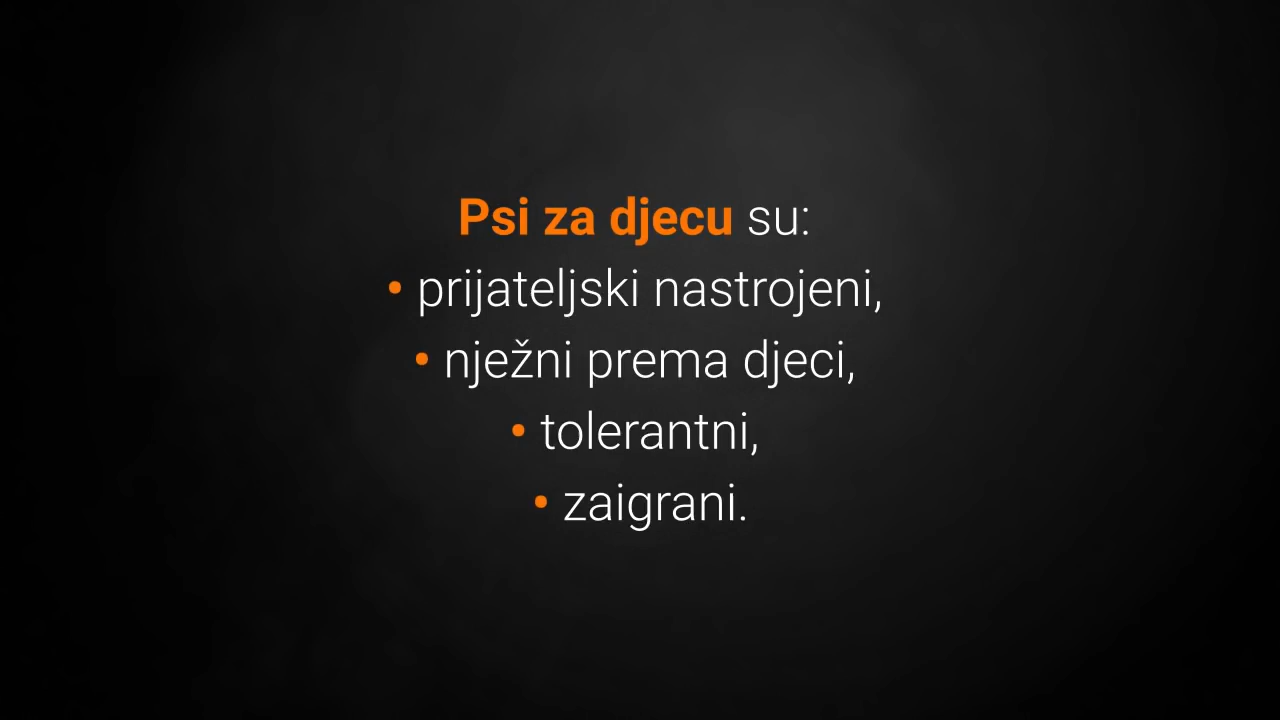 Psi za djecu su:
• prijateljski nastrojeni,
• nježni prema djeci,
• tolerantni,
• zaigrani.